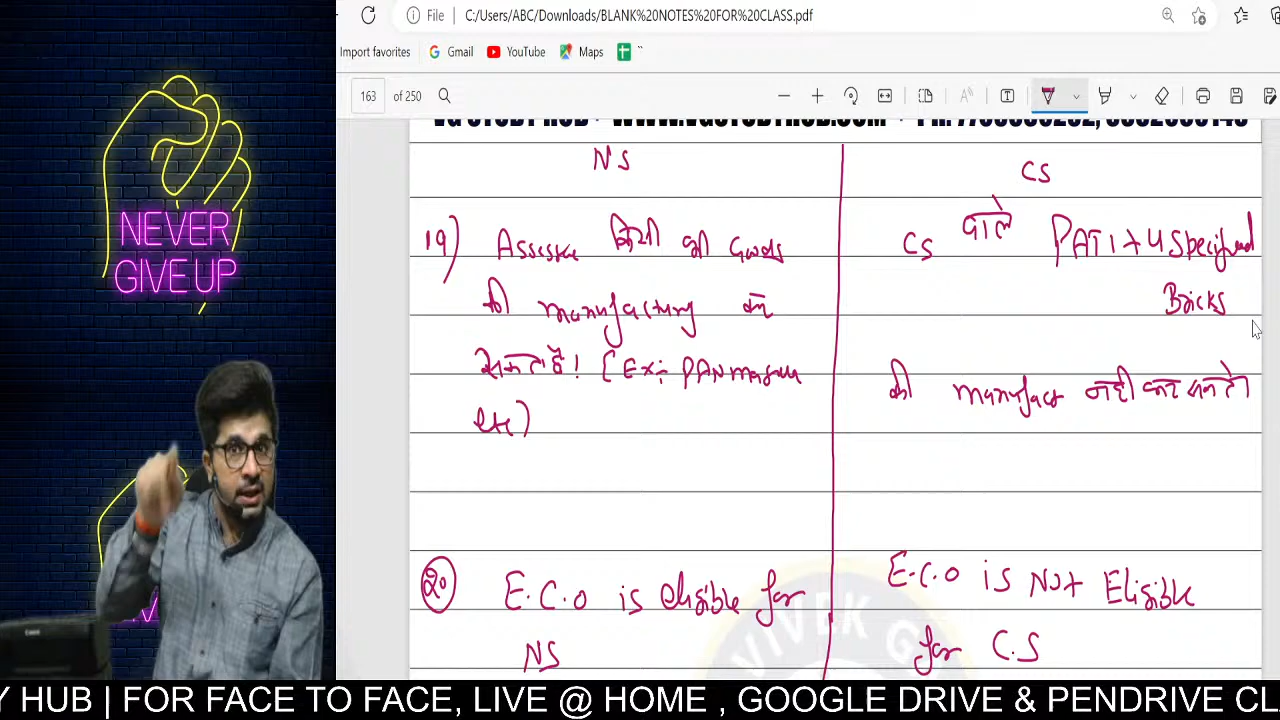 File C:/Users/ABC/Downloads/BLANK%20NOTES%20FOR%20CLASS.pdf
Import favorites Gmail YouTube Maps
163 of 250
NS CS
19) Assessee किसी भी Goods
की manufacturing कर
सकता है! [Ex:- PAN masala
etc)
CS वाले PAT + 4 Specified
Bricks
की manufact नहीं कर सकते
20 E.C.O is eligible for
NS
E.C.O is Not Eligible
for CS
NEVER
GIVE UP
Y HUB | FOR FACE TO FACE, LIVE @ HOME , GOOGLE DRIVE & PENDRIVE CL